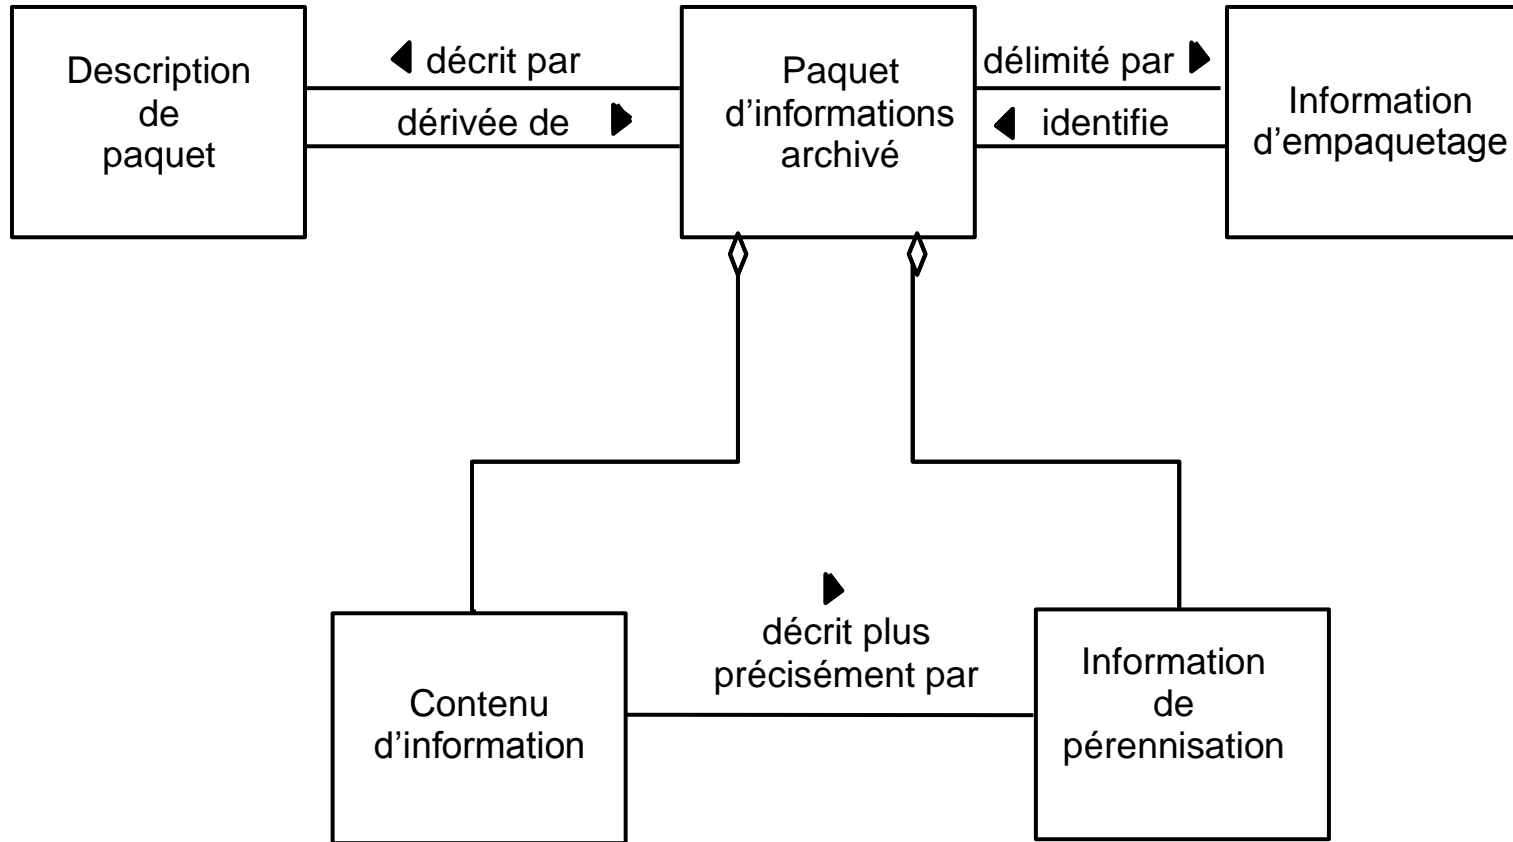 Description
de
paquet
décrit par
dérivée de
Paquet
d’informations
archivé
délimité par
identifie
Information
d’empaquetage
décrit plus
précisément par
Contenu
d’information
Information
de
pérennisation